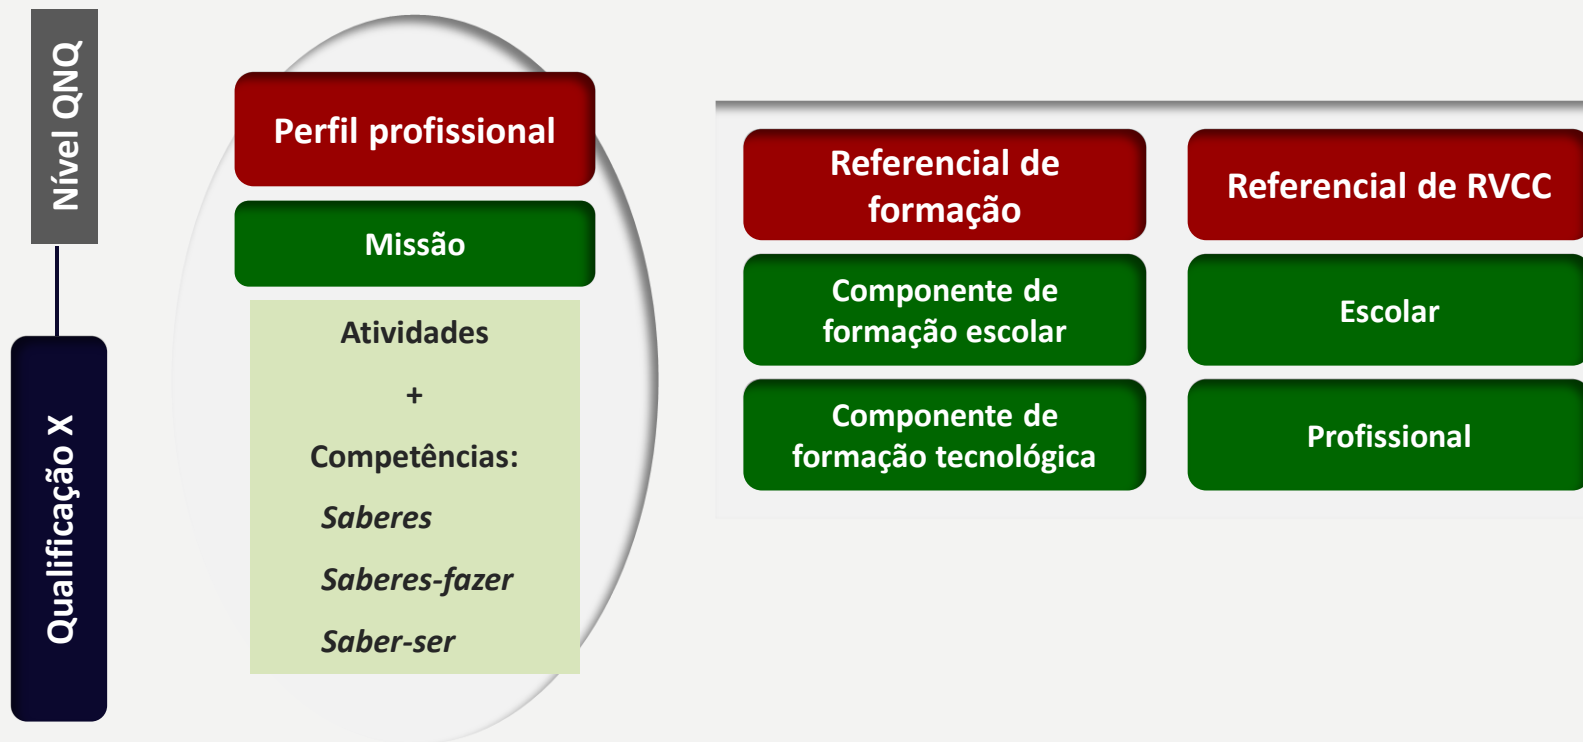 Nível QNQ
Qualificação X
Perfil profissional
Missão
Atividades
+
Competências:
Saberes
Saberes-fazer
Saber-ser
Referencial de
formação
Componente de
formação escolar
Componente de
formação tecnológica
Referencial de RVCC
Escolar
Profissional